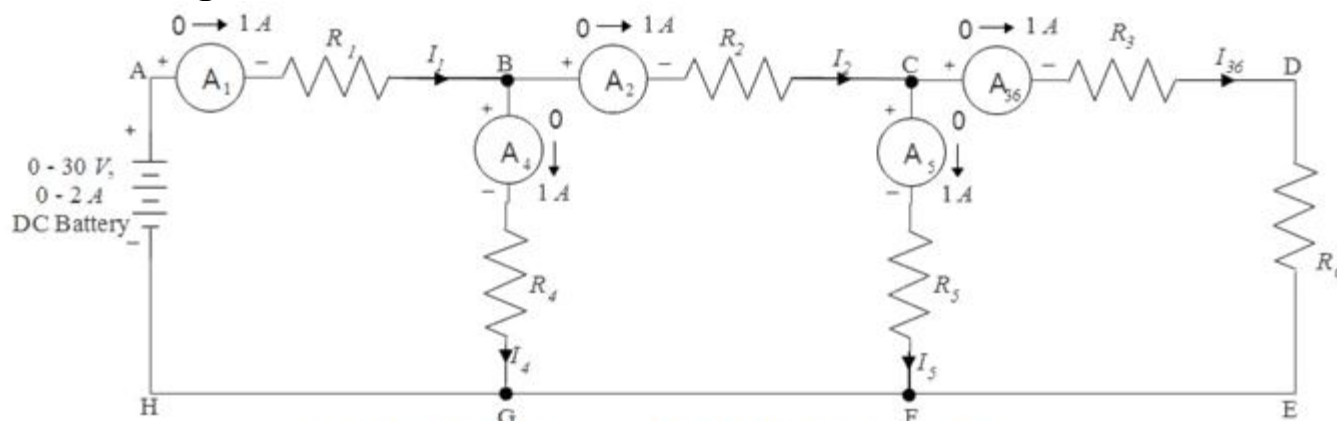 0 → 1 A
0 → 1 A
0 → 1 A
A + A1 − R1 I1 B + A2 − R2 I2 C + A36 − R3 I36 D
+
0 - 30 V,
0 - 2 A
DC Battery
−
+ A4 − 0 ↓ 1 A
R4
I4
+ A5 − 0 ↓ 1 A
R5
I5
H G E